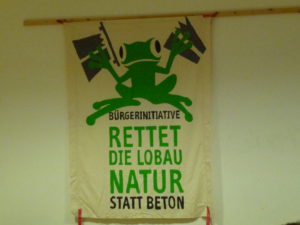 BÜRGERINITIATIVE
RETTET
DIE LOBAU
NATUR
STATT BETON